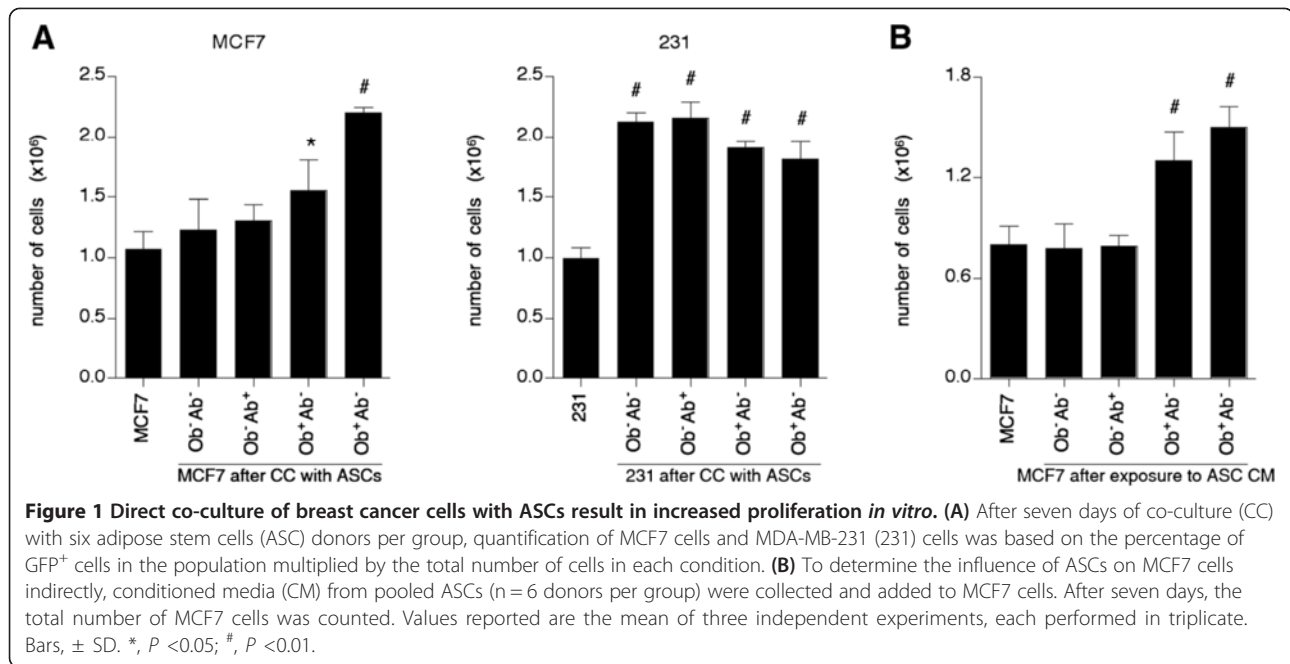 A
MCF7
2.5
2.0
1.5
1.0
0.5
0.0
number of cells (x10⁶)
*
#
MCF7
Ob⁻Ab⁻
Ob⁻Ab⁺
Ob⁺Ab⁻
Ob⁺Ab⁻
MCF7 after CC with ASCs
231
2.5
2.0
1.5
1.0
0.5
0.0
number of cells (x10⁶)
#
#
#
#
231
Ob⁻Ab⁻
Ob⁻Ab⁺
Ob⁺Ab⁻
Ob⁺Ab⁻
231 after CC with ASCs
B
1.8
1.2
0.6
0.0
number of cells (x10⁶)
#
#
MCF7
Ob⁻Ab⁻
Ob⁻Ab⁺
Ob⁺Ab⁻
Ob⁺Ab⁻
MCF7 after exposure to ASC CM
Figure 1 Direct co-culture of breast cancer cells with ASCs result in increased proliferation in vitro. (A) After seven days of co-culture (CC)
with six adipose stem cells (ASC) donors per group, quantification of MCF7 cells and MDA-MB-231 (231) cells was based on the percentage of
GFP⁺ cells in the population multiplied by the total number of cells in each condition. (B) To determine the influence of ASCs on MCF7 cells
indirectly, conditioned media (CM) from pooled ASCs (n = 6 donors per group) were collected and added to MCF7 cells. After seven days, the
total number of MCF7 cells was counted. Values reported are the mean of three independent experiments, each performed in triplicate.
Bars, ± SD. *, P <0.05; #, P <0.01.